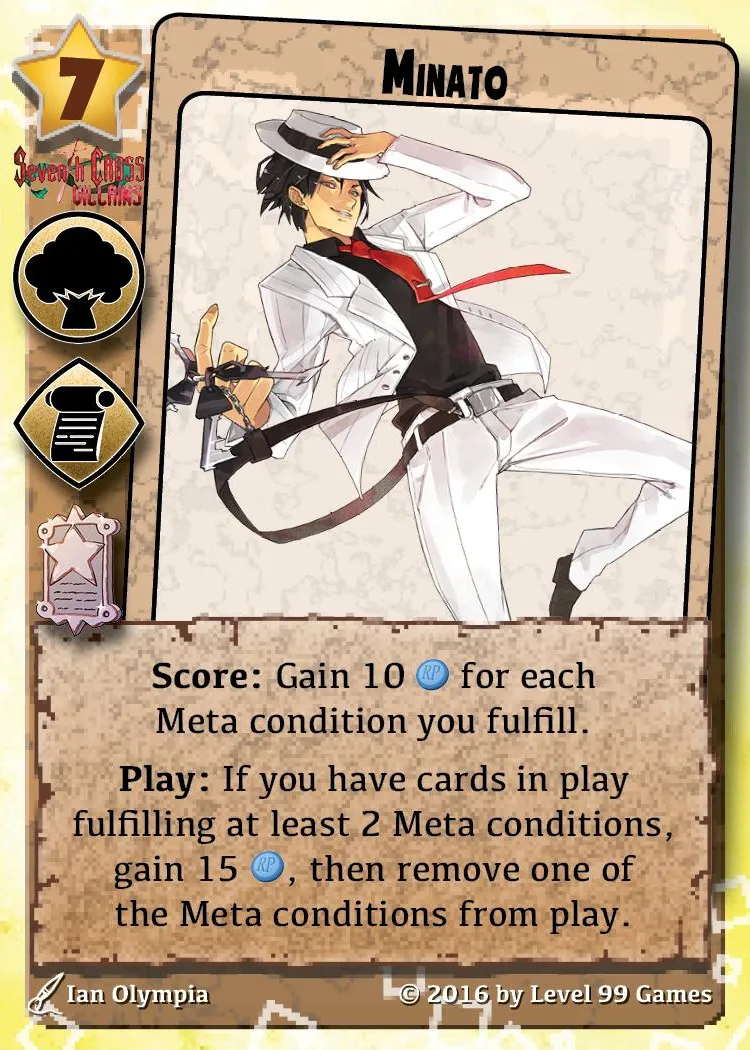 7
MINATO
Seventh CROSS
VILLAINS
Score: Gain 10 RP for each
Meta condition you fulfill.
Play: If you have cards in play
fulfilling at least 2 Meta conditions,
gain 15 RP, then remove one of
the Meta conditions from play.
Ian Olympia
© 2016 by Level 99 Games